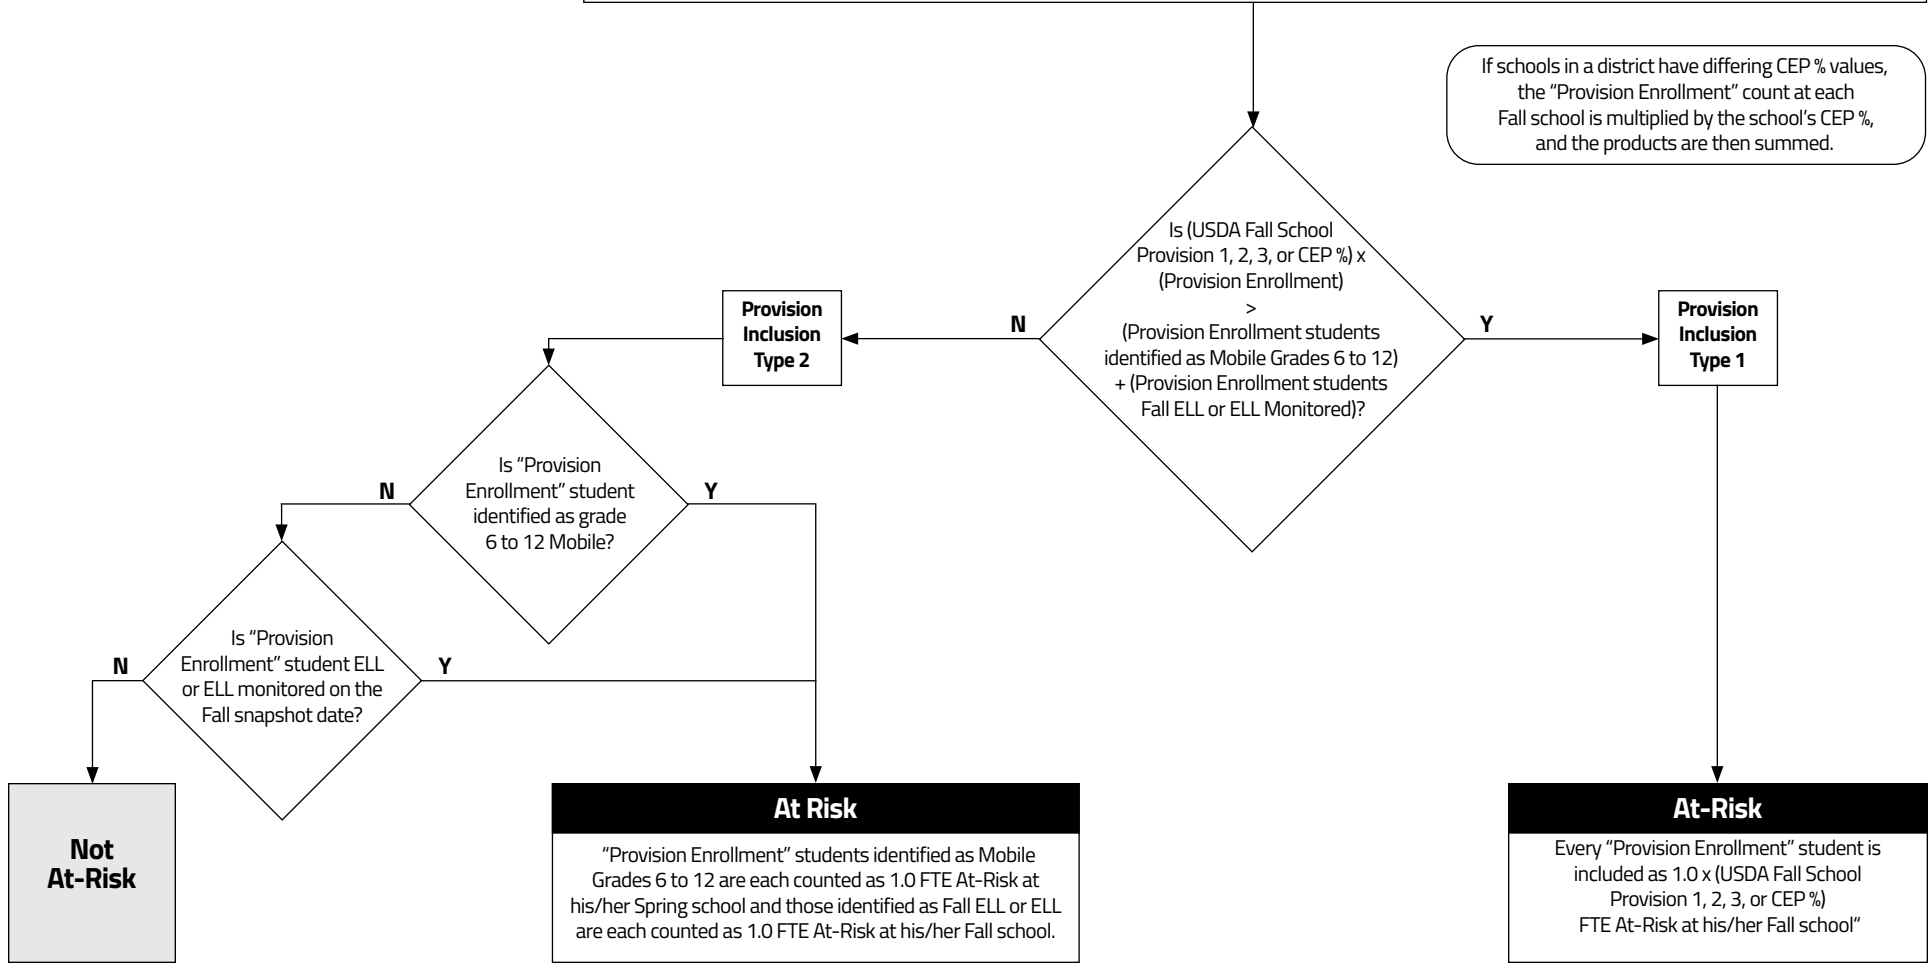 If schools in a district have differing CEP % values,
the “Provision Enrollment” count at each
Fall school is multiplied by the school’s CEP %,
and the products are then summed.
Is (USDA Fall School
Provision 1, 2, 3, or CEP %) x
(Provision Enrollment)
>
(Provision Enrollment students
identified as Mobile Grades 6 to 12)
+ (Provision Enrollment students
Fall ELL or ELL Monitored)?
N
Y
Provision
Inclusion
Type 2
Provision
Inclusion
Type 1
Is “Provision
Enrollment” student
identified as grade
6 to 12 Mobile?
N
Y
Is “Provision
Enrollment” student ELL
or ELL monitored on the
Fall snapshot date?
N
Y
Not
At-Risk
At Risk
“Provision Enrollment” students identified as Mobile
Grades 6 to 12 are each counted as 1.0 FTE At-Risk at
his/her Spring school and those identified as Fall ELL or ELL
are each counted as 1.0 FTE At-Risk at his/her Fall school.
At-Risk
Every “Provision Enrollment” student is
included as 1.0 x (USDA Fall School
Provision 1, 2, 3, or CEP %)
FTE At-Risk at his/her Fall school“